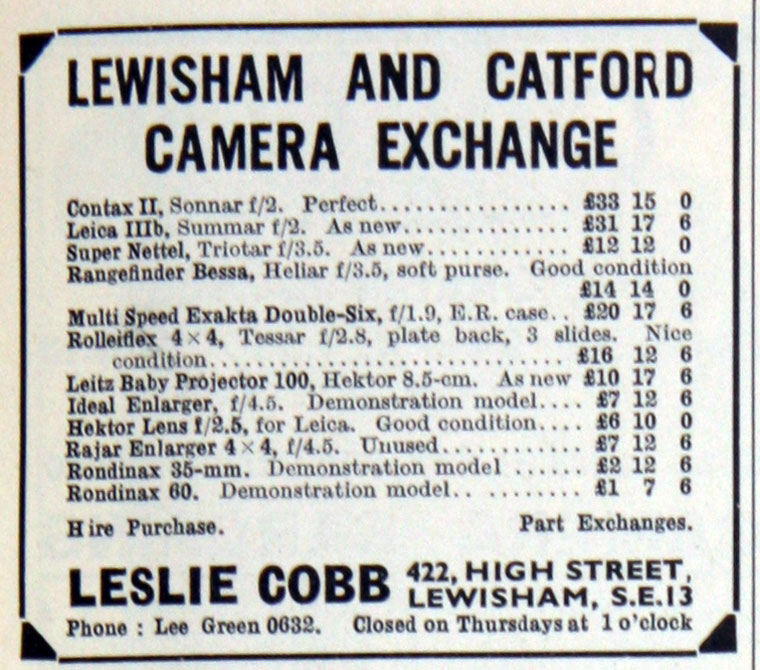 LEWISHAM AND CATFORD
CAMERA EXCHANGE
Contax II, Sonnar f/2. Perfect................ £33 15 0
Leica IIIb, Summar f/2. As new.............. £31 17 6
Super Nettel, Triotar f/3.5. As new............ £12 12 0
Rangefinder Bessa, Heliar f/3.5, soft purse. Good condition
£14 14 0
Multi Speed Exakta Double-Six, f/1.9, E.R. case.. £20 17 6
Rolleiflex 4×4, Tessar f/2.8, plate back, 3 slides. Nice
condition................................ £16 12 6
Leitz Baby Projector 100, Hektor 8.5-cm. As new £10 17 6
Ideal Enlarger, f/4.5. Demonstration model.... £7 12 6
Hektor Lens f/2.5, for Leica. Good condition.... £6 10 0
Rajar Enlarger 4×4, f/4.5. Unused............ £7 12 6
Rondinax 35-mm. Demonstration model ...... £2 12 6
Rondinax 60. Demonstration model.. ........ £1 7 6
Hire Purchase. Part Exchanges.
LESLIE COBB 422, HIGH STREET,
LEWISHAM, S.E.13
Phone : Lee Green 0632. Closed on Thursdays at 1 o'clock